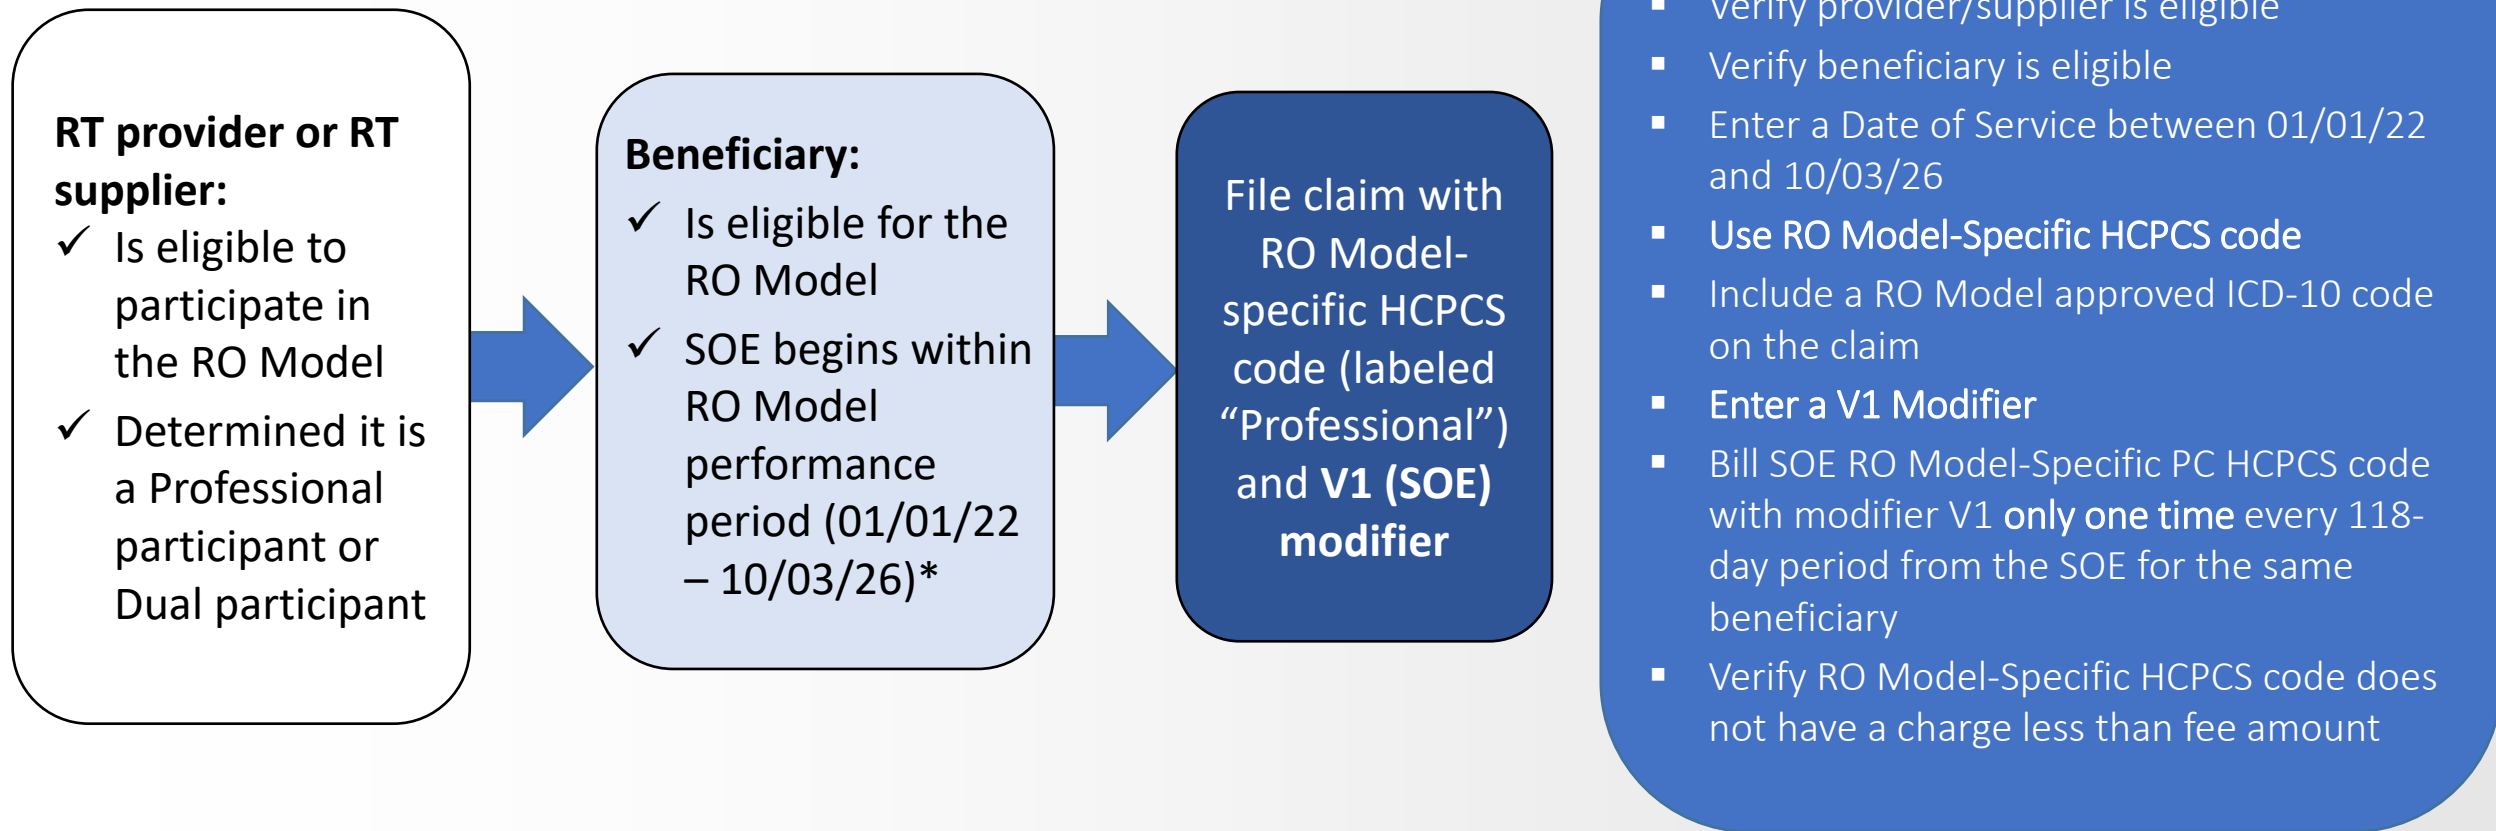 RT provider or RT
supplier:
✓ Is eligible to
participate in
the RO Model
✓ Determined it is
a Professional
participant or
Dual participant
Beneficiary:
✓ Is eligible for the
RO Model
✓ SOE begins within
RO Model
performance
period (01/01/22
– 10/03/26)*
File claim with
RO Model-
specific HCPCS
code (labeled
“Professional”)
and V1 (SOE)
modifier
▪ Verify provider/supplier is eligible
▪ Verify beneficiary is eligible
▪ Enter a Date of Service between 01/01/22
and 10/03/26
▪ Use RO Model-Specific HCPCS code
▪ Include a RO Model approved ICD-10 code
on the claim
▪ Enter a V1 Modifier
▪ Bill SOE RO Model-Specific PC HCPCS code
with modifier V1 only one time every 118-
day period from the SOE for the same
beneficiary
▪ Verify RO Model-Specific HCPCS code does
not have a charge less than fee amount